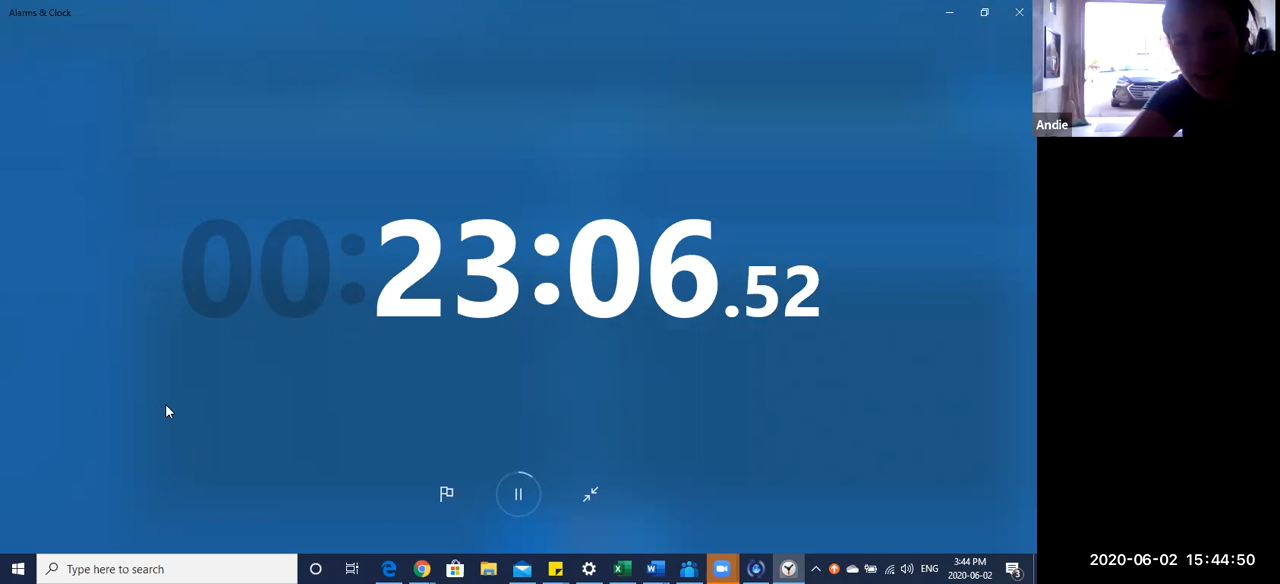 Alarms & Clock
Andie
00:23:06.52
Type here to search
ENG
3:44 PM
2020-06-02
3
2020-06-02 15:44:50